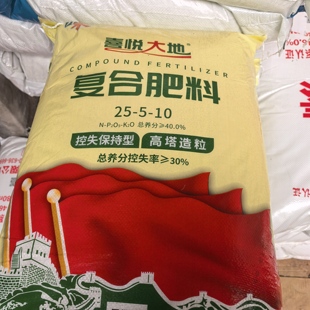 喜悦大地
COMPOUND FERTILIZER
复合肥料
25-5-10
N-P₂O₅-K₂O 总养分≥40.0%
控失保持型 高塔造粒
总养分控失率≥30%